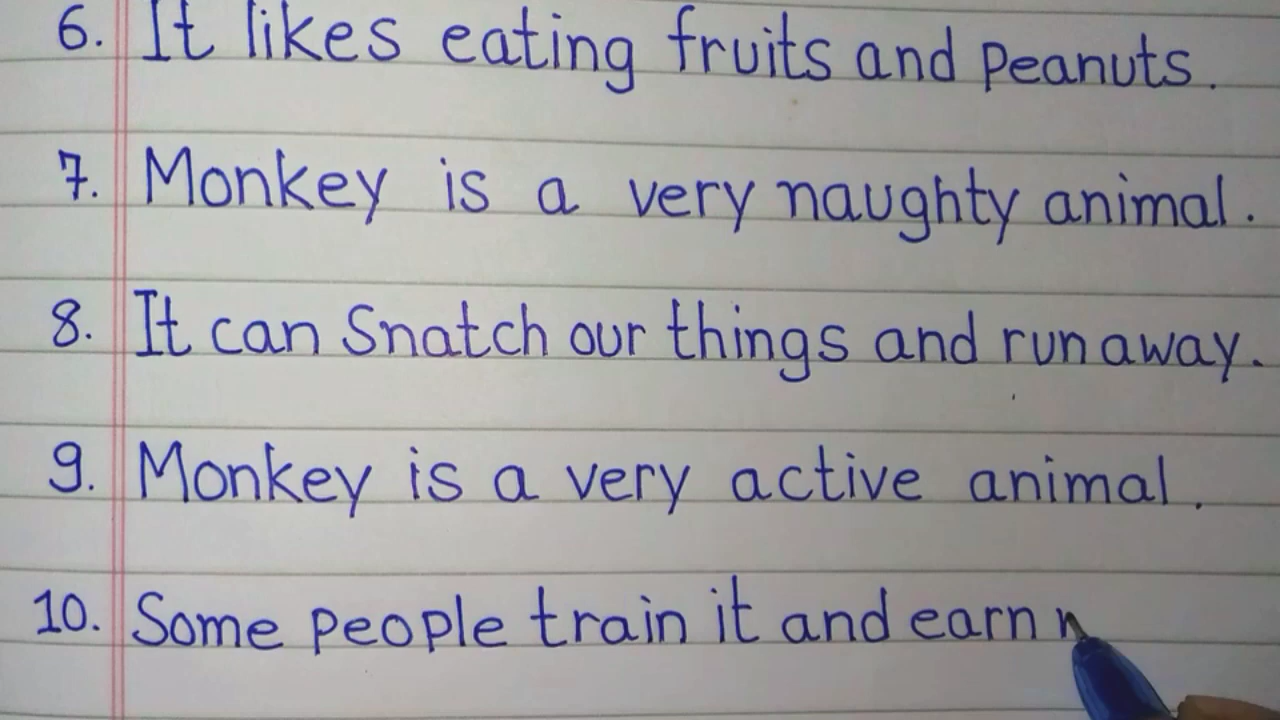 6. It likes eating fruits and peanuts.
7. Monkey is a very naughty animal.
8. It can Snatch our things and run away.
9. Monkey is a very active animal.
10. Some people train it and earn